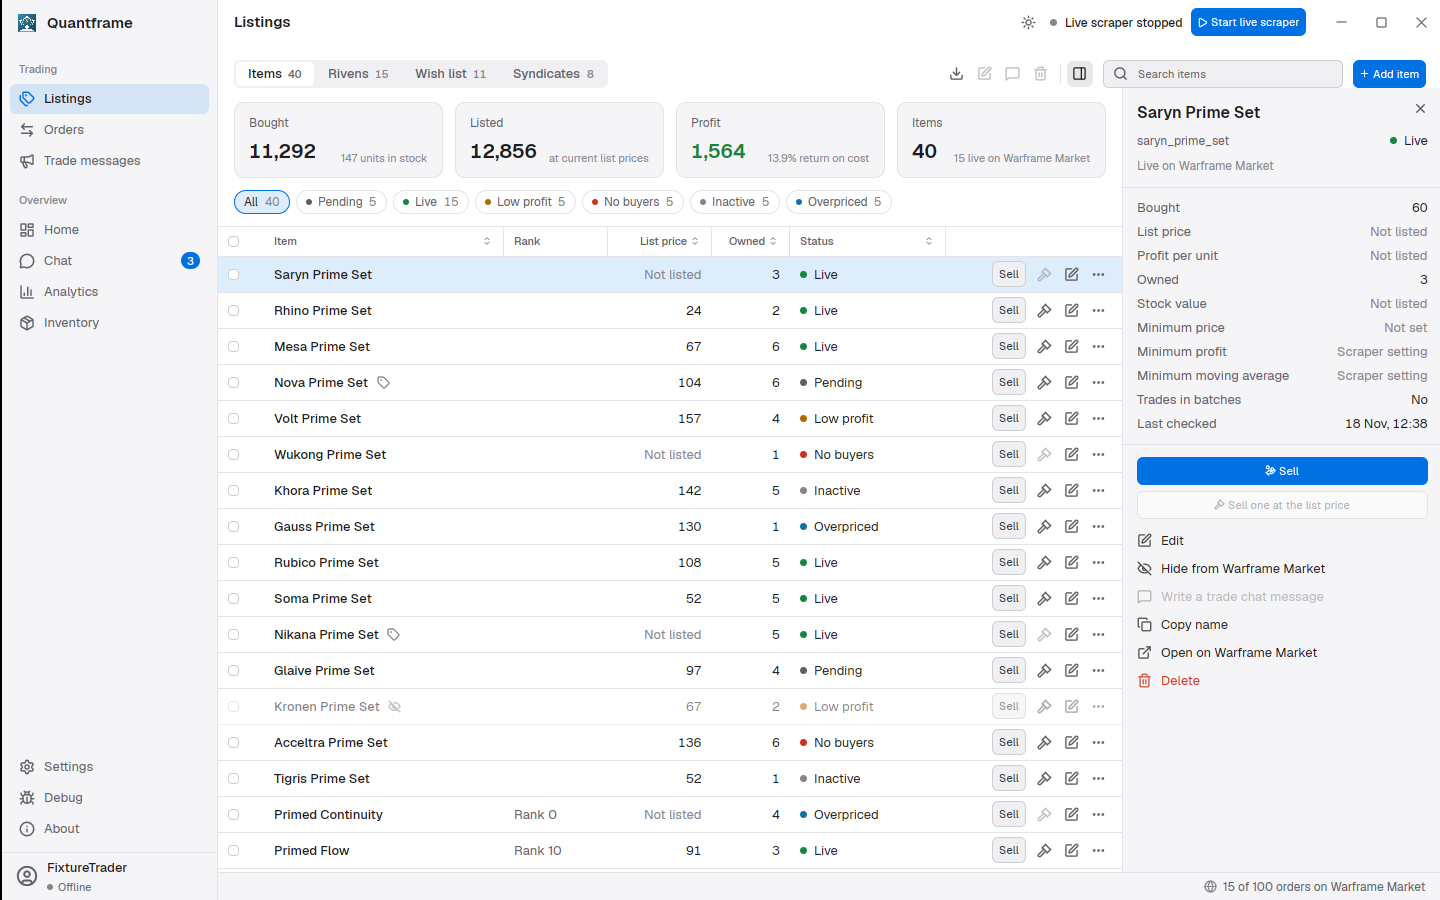 Quantframe
Listings
Live scraper stopped
Start live scraper
Trading
Listings
Orders
Trade messages
Overview
Home
Chat 3
Analytics
Inventory
Settings
Debug
About
FixtureTrader
Offline
Items 40 Rivens 15 Wish list 11 Syndicates 8
Search items
+ Add item
Bought
11,292 147 units in stock
Listed
12,856 at current list prices
Profit
1,564 13.9% return on cost
Items
40 15 live on Warframe Market
All 40 Pending 5 Live 15 Low profit 5 No buyers 5 Inactive 5 Overpriced 5
Item Rank List price Owned Status
Saryn Prime Set Not listed 3 Live Sell
Rhino Prime Set 24 2 Live Sell
Mesa Prime Set 67 6 Live Sell
Nova Prime Set 104 6 Pending Sell
Volt Prime Set 157 4 Low profit Sell
Wukong Prime Set Not listed 1 No buyers Sell
Khora Prime Set 142 5 Inactive Sell
Gauss Prime Set 130 1 Overpriced Sell
Rubico Prime Set 108 5 Live Sell
Soma Prime Set 52 5 Live Sell
Nikana Prime Set Not listed 5 Live Sell
Glaive Prime Set 97 4 Pending Sell
Kronen Prime Set 67 2 Low profit Sell
Acceltra Prime Set 136 6 No buyers Sell
Tigris Prime Set 52 1 Inactive Sell
Primed Continuity Rank 0 Not listed 4 Overpriced Sell
Primed Flow Rank 10 91 3 Live Sell
Saryn Prime Set
saryn_prime_set Live
Live on Warframe Market
Bought 60
List price Not listed
Profit per unit Not listed
Owned 3
Stock value Not listed
Minimum price Not set
Minimum profit Scraper setting
Minimum moving average Scraper setting
Trades in batches No
Last checked 18 Nov, 12:38
Sell
Sell one at the list price
Edit
Hide from Warframe Market
Write a trade chat message
Copy name
Open on Warframe Market
Delete
15 of 100 orders on Warframe Market